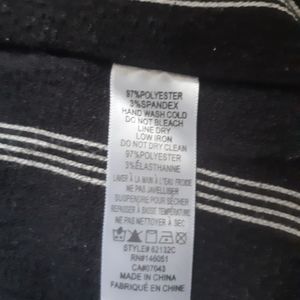 97%POLYESTER
3%SPANDEX
HAND WASH COLD
DO NOT BLEACH
LINE DRY
LOW IRON
DO NOT DRY CLEAN
97%POLYESTER
3%ÉLASTHANNE
LAVER À LA MAIN À L'EAU FROIDE
NE PAS JAVELLISER
SUSPENDRE POUR SÉCHER
REPASSER À BASSE TEMPÉRATURE
NE PAS NETTOYER À SEC
STYLE# 62132C
RN#146051
CA#07043
MADE IN CHINA
FABRIQUÉ EN CHINE